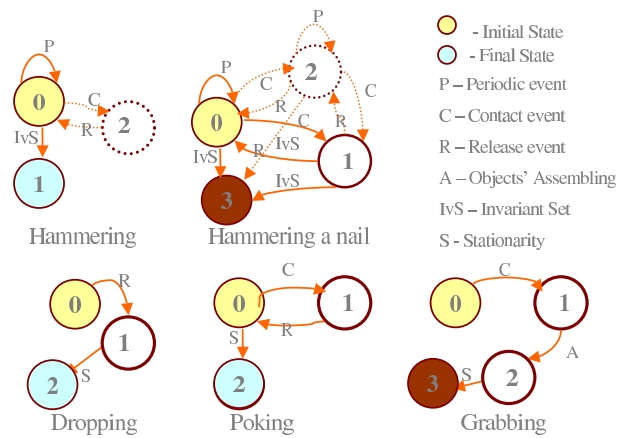 P
0
C
R
2
IvS
1
Hammering
P
2
C
R
C
0
C
R
IvS
IvS
R
1
IvS
3
Hammering a nail
- Initial State
- Final State
P – Periodic event
C – Contact event
R – Release event
A – Objects' Assembling
IvS – Invariant Set
S - Stationarity
0
R
1
S
2
Dropping
0
C
1
R
S
2
Poking
0
C
1
A
2
S
3
Grabbing